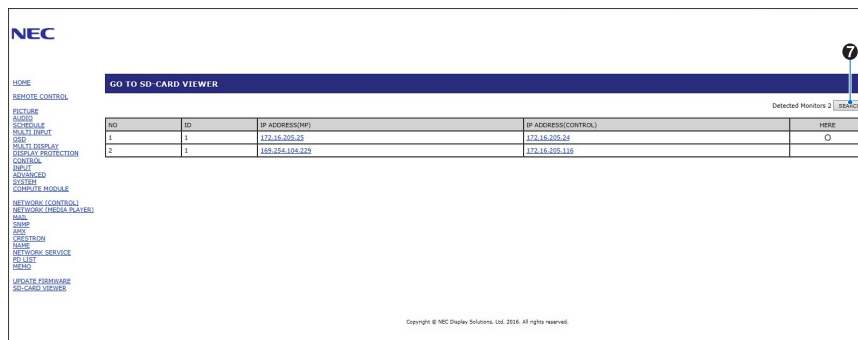 NEC
7
HOME
REMOTE CONTROL
PICTURE
AUDIO
SCHEDULE
MULTI INPUT
OSD
MULTI DISPLAY
DISPLAY PROTECTION
CONTROL
INPUT
ADVANCED
SYSTEM
COMPUTE MODULE
NETWORK (CONTROL)
NETWORK (MEDIA PLAYER)
MAIL
SNMP
AMX
CRESTRON
NAME
NETWORK SERVICE
PD LIST
MEMO
UPDATE FIRMWARE
SD-CARD VIEWER
GO TO SD-CARD VIEWER
Detected Monitors 2 SEARCH
NO ID IP ADDRESS(MP) IP ADDRESS(CONTROL) HERE
1 1 172.16.205.25 172.16.205.24 O
2 1 169.254.104.229 172.16.205.116
Copyright © NEC Display Solutions, Ltd. 2016. All rights reserved.